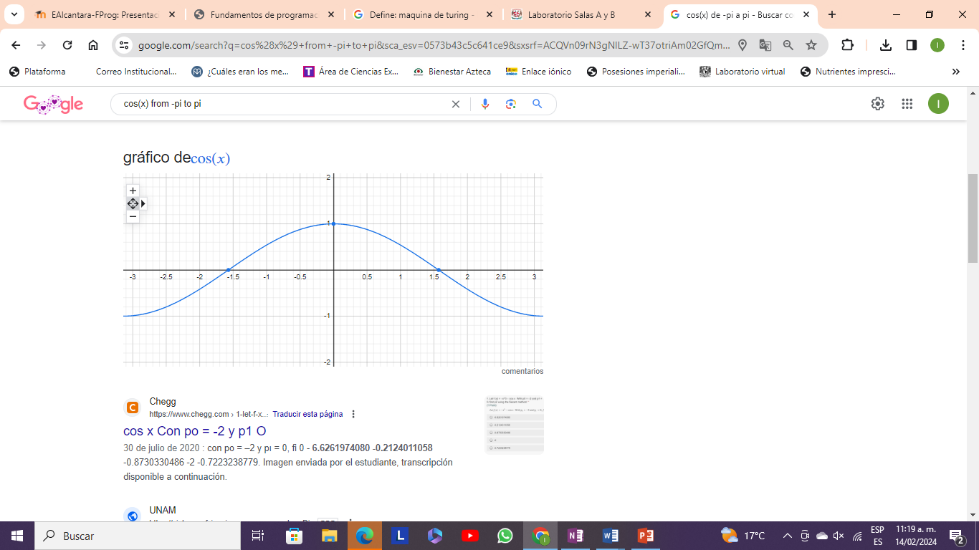 EAlcantara-FProg: Presentac
Fundamentos de programac
Define: maquina de turing -
Laboratorio Salas A y B
cos(x) de -pi a pi - Buscar co
google.com/search?q=cos%28x%29+from+-pi+to+pi&sca_esv=0573b43c5c641ce9&sxsrf=ACQVn09rN3gNILZ-wT37otriAm02GfQm...
Plataforma
Correo Institucional...
¿Cuáles eran los me...
Área de Ciencias Ex...
Bienestar Azteca
Enlace iónico
Posesiones imperiali...
Laboratorio virtual
Nutrientes impresci...
Google
cos(x) from -pi to pi
I
gráfico de cos(x)
2
1
-3 -2.5 -2 -1.5 -1 -0.5 0.5 1 1.5 2 2.5 3
-1
-2
comentarios
Chegg
https://www.chegg.com › 1-let-f-x... Traducir esta página
cos x Con po = -2 y p1 O
30 de julio de 2020 : con po = –2 y pı = 0, fi 0 - 6.6261974080 -0.2124011058
-0.8730330486 -2 -0.7223238779. Imagen enviada por el estudiante, transcripción
disponible a continuación.
UNAM
Buscar
17°C
ESP
ES
11:19 a. m.
14/02/2024
2